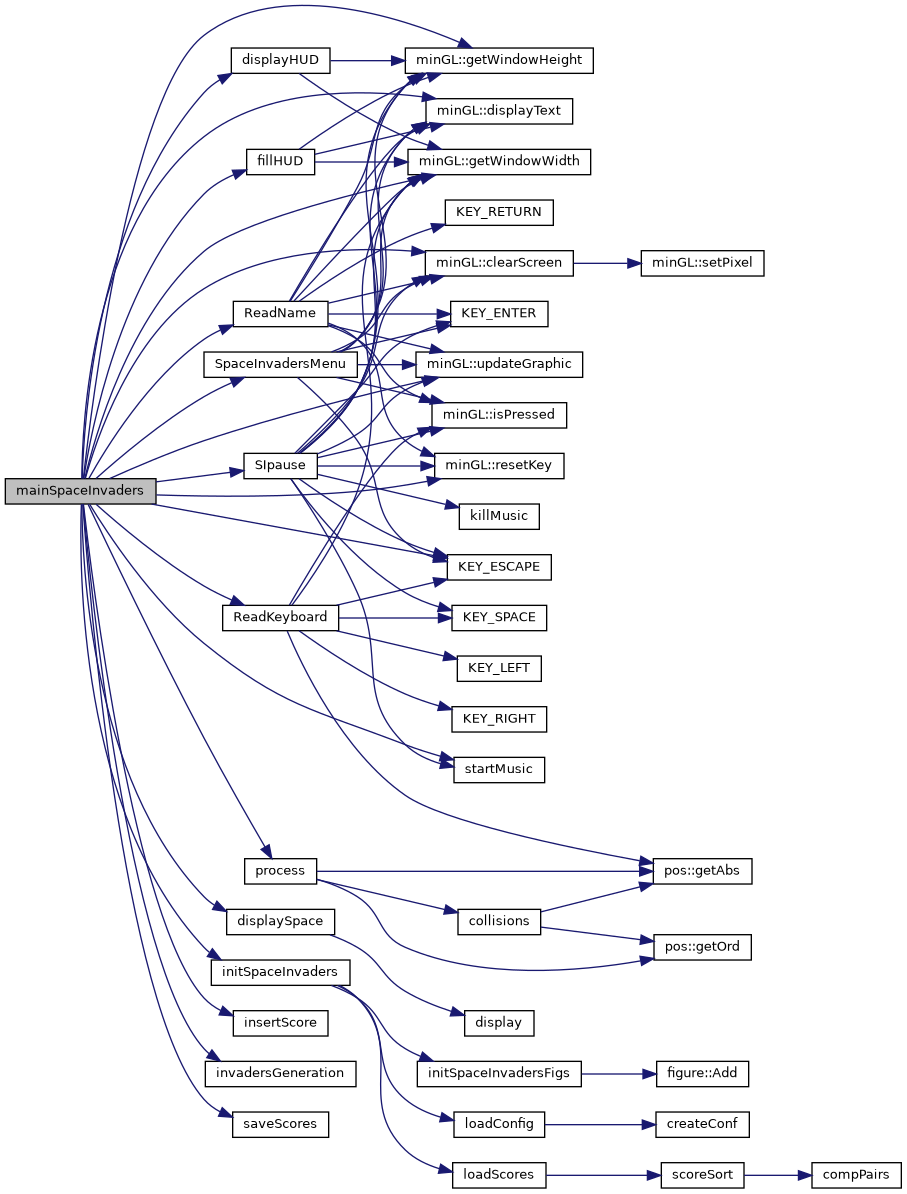 displayHUD
minGL::getWindowHeight
minGL::displayText
fillHUD
minGL::getWindowWidth
KEY_RETURN
minGL::clearScreen
minGL::setPixel
ReadName
KEY_ENTER
SpaceInvadersMenu
minGL::updateGraphic
minGL::isPressed
SIpause
minGL::resetKey
mainSpaceInvaders
killMusic
KEY_ESCAPE
ReadKeyboard
KEY_SPACE
KEY_LEFT
KEY_RIGHT
startMusic
process
pos::getAbs
displaySpace
collisions
pos::getOrd
initSpaceInvaders
insertScore
display
invadersGeneration
initSpaceInvadersFigs
figure::Add
saveScores
loadConfig
createConf
loadScores
scoreSort
compPairs